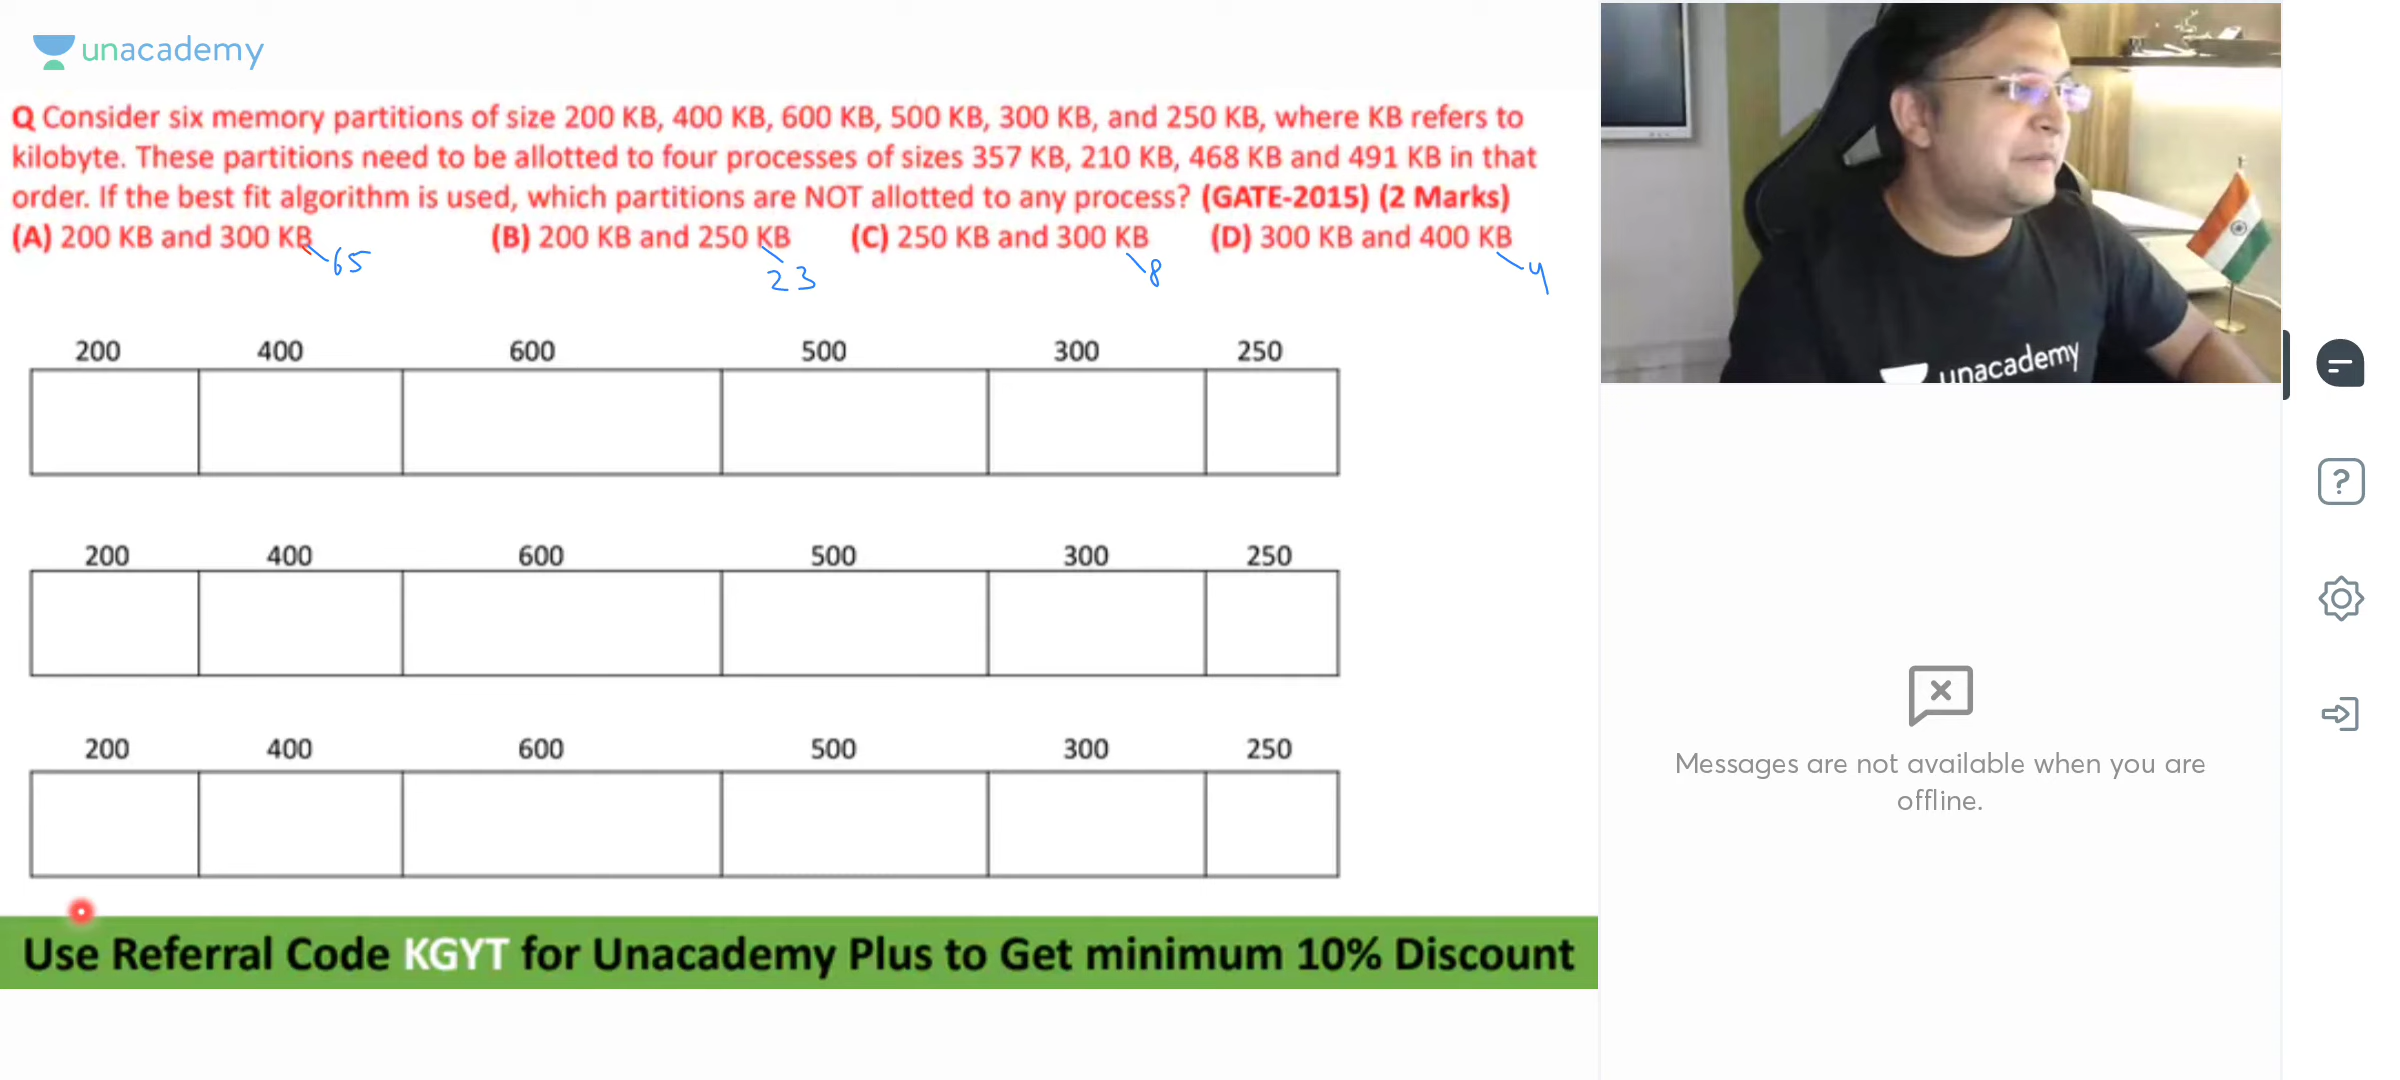 unacademy
Q Consider six memory partitions of size 200 KB, 400 KB, 600 KB, 500 KB, 300 KB, and 250 KB, where KB refers to
kilobyte. These partitions need to be allotted to four processes of sizes 357 KB, 210 KB, 468 KB and 491 KB in that
order. If the best fit algorithm is used, which partitions are NOT allotted to any process? (GATE-2015) (2 Marks)
(A) 200 KB and 300 KB (B) 200 KB and 250 KB (C) 250 KB and 300 KB (D) 300 KB and 400 KB
65 23 8 4
200 400 600 500 300 250
200 400 600 500 300 250
200 400 600 500 300 250
Use Referral Code KGYT for Unacademy Plus to Get minimum 10% Discount
unacademy
?
Messages are not available when you are
offline.